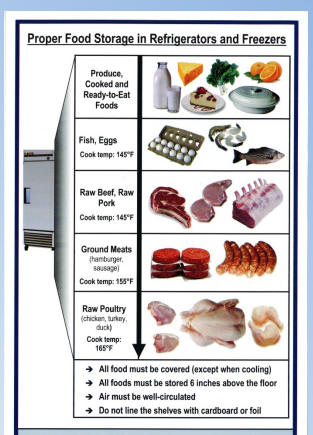 Proper Food Storage in Refrigerators and Freezers
Produce,
Cooked and
Ready-to-Eat
Foods
Fish, Eggs
Cook temp: 145°F
Raw Beef, Raw
Pork
Cook temp: 145°F
Ground Meats
(hamburger,
sausage)
Cook temp: 155°F
Raw Poultry
(chicken, turkey,
duck)
Cook temp:
165°F
→ All food must be covered (except when cooling)
→ All foods must be stored 6 inches above the floor
→ Air must be well-circulated
→ Do not line the shelves with cardboard or foil